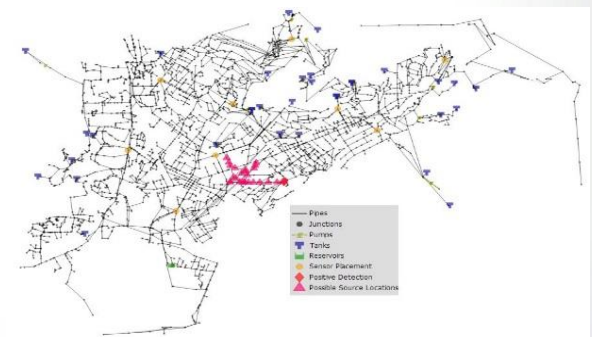 Pipes
Junctions
Pumps
Tanks
Reservoirs
Sensor Placement
Positive Detection
Possible Source Locations